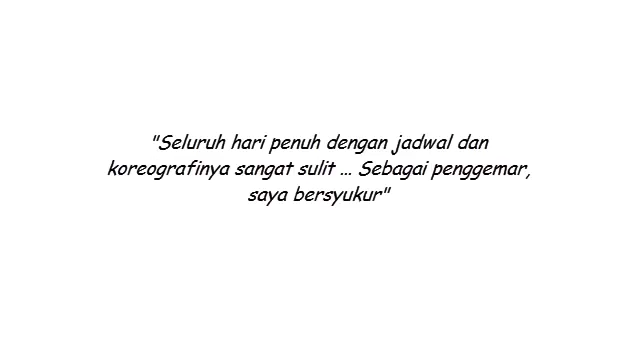 "Seluruh hari penuh dengan jadwal dan
koreografinya sangat sulit ... Sebagai penggemar,
saya bersyukur"